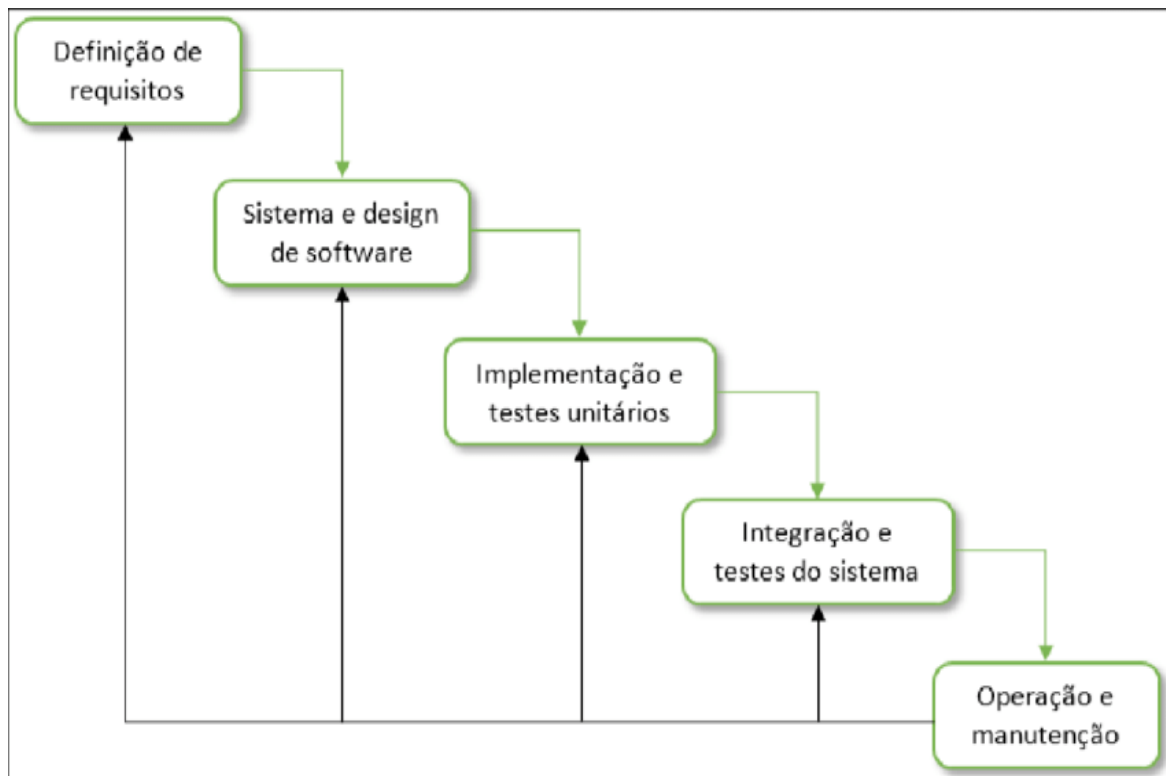 Definição de
requisitos
Sistema e design
de software
Implementação e
testes unitários
Integração e
testes do sistema
Operação e
manutenção